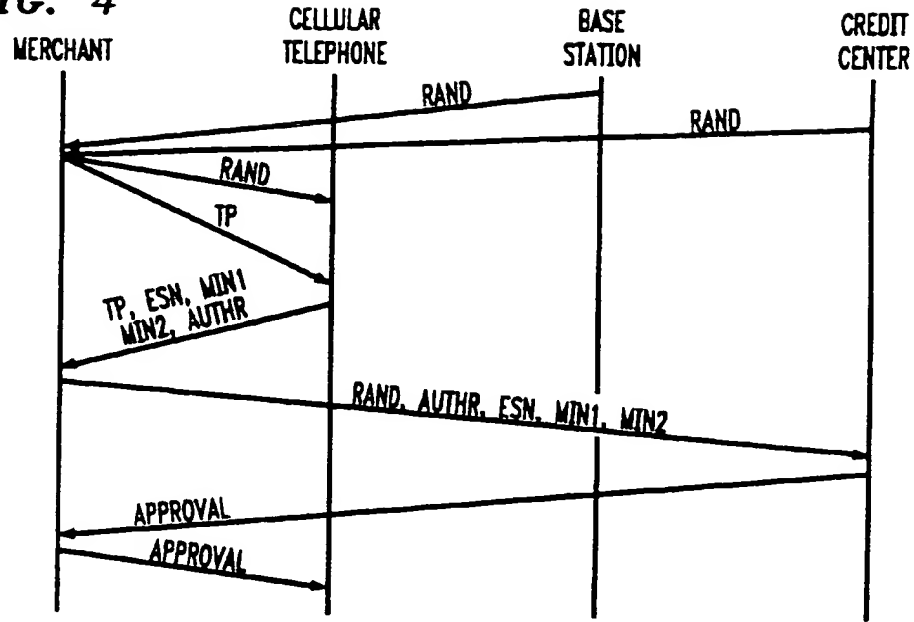 FIG. 4
MERCHANT
CELLULAR
TELEPHONE
BASE
STATION
CREDIT
CENTER
RAND
RAND
RAND
TP
TP, ESN, MIN1
MIN2, AUTHR
RAND, AUTHR, ESN, MIN1, MIN2
APPROVAL
APPROVAL